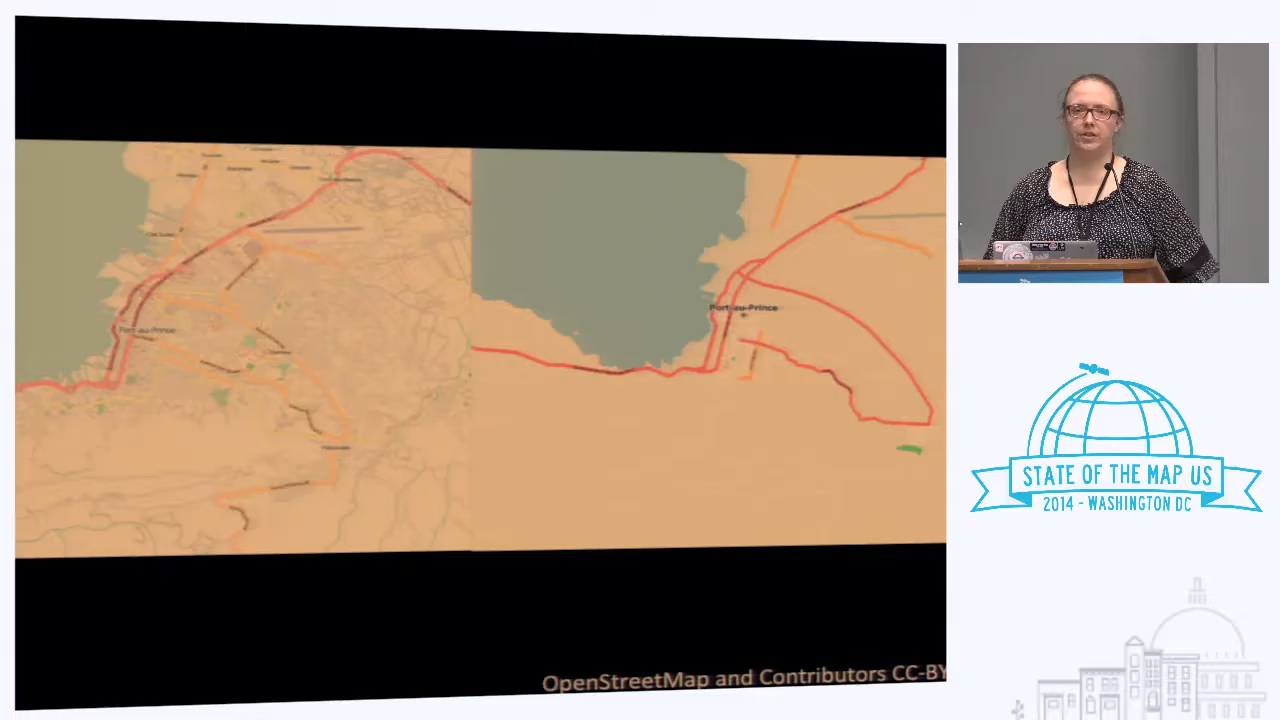 Port-au-Prince
Port-au-Prince
OpenStreetMap and Contributors CC-BY
STATE OF THE MAP US
2014 - WASHINGTON DC